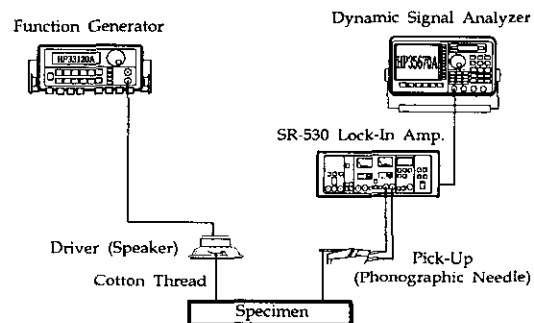 Function Generator
HP33120A
Dynamic Signal Analyzer
HP35670A
SR-530 Lock-In Amp.
Driver (Speaker)
Cotton Thread
Pick-Up
(Phonographic Needle)
Specimen